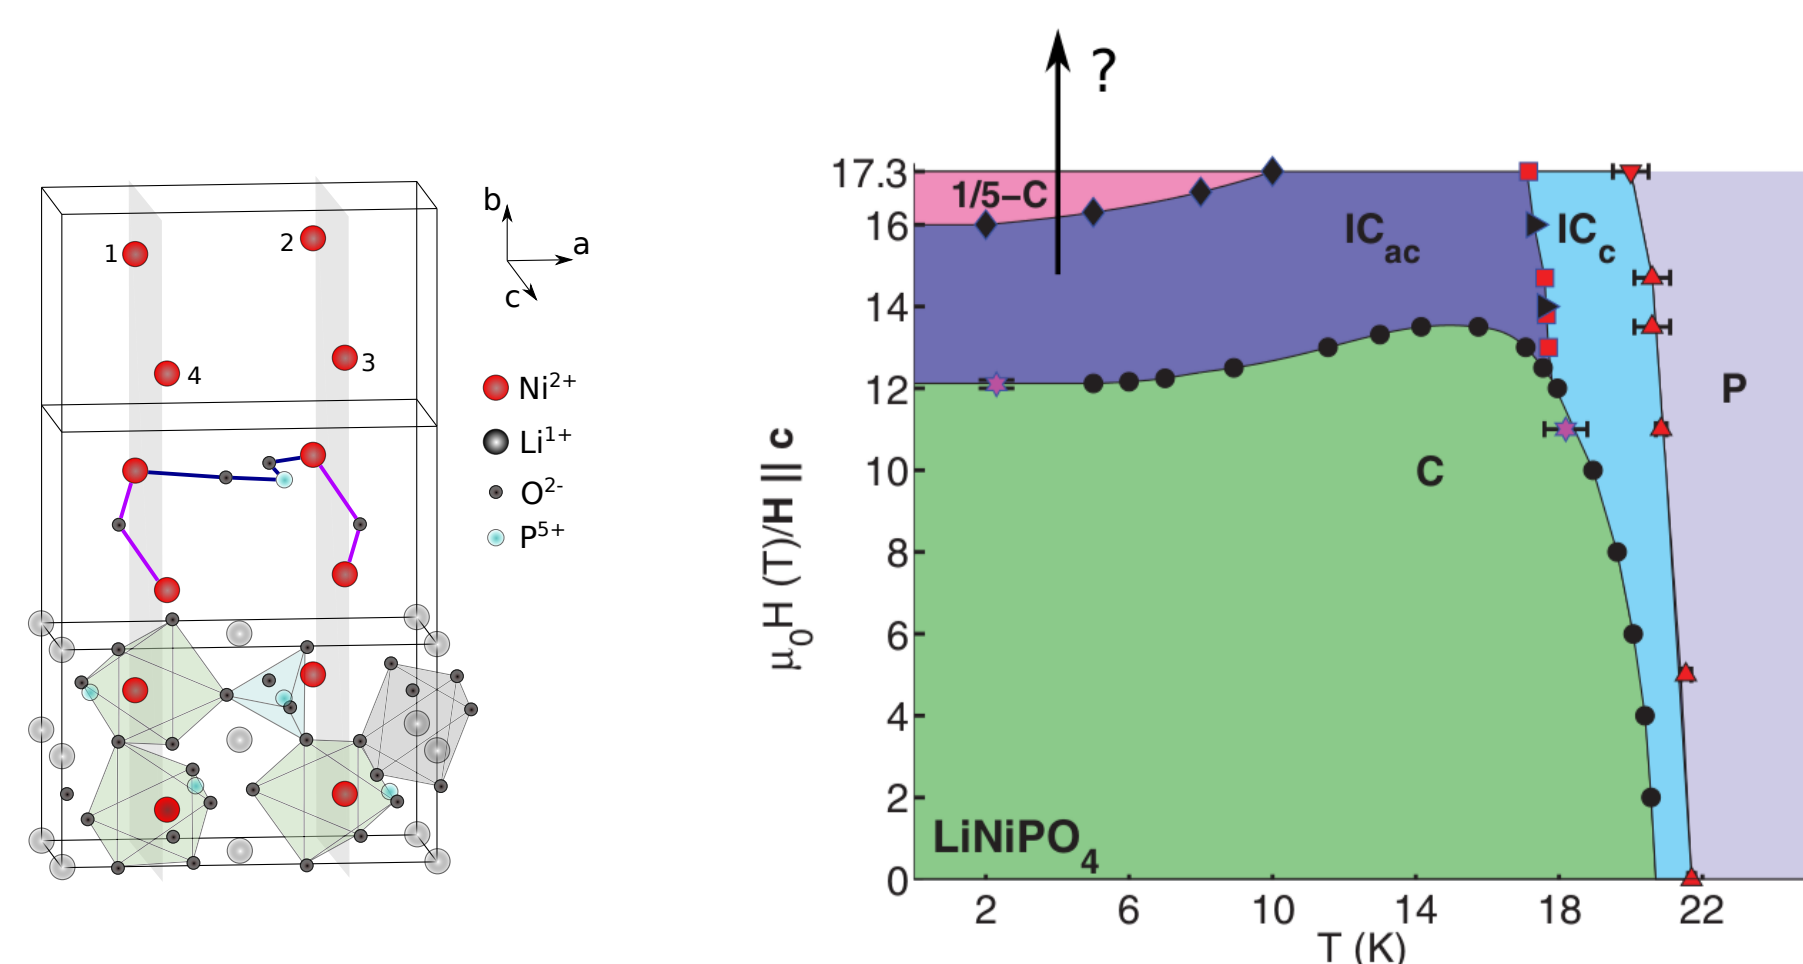 b
a
c
1
2
3
4
Ni2+
Li1+
O2-
P5+
?
17.3
16
14
12
10
8
6
4
2
0
μ0H (T)/H || c
1/5–C
ICac
ICc
P
C
LiNiPO4
2 6 10 14 18 22
T (K)